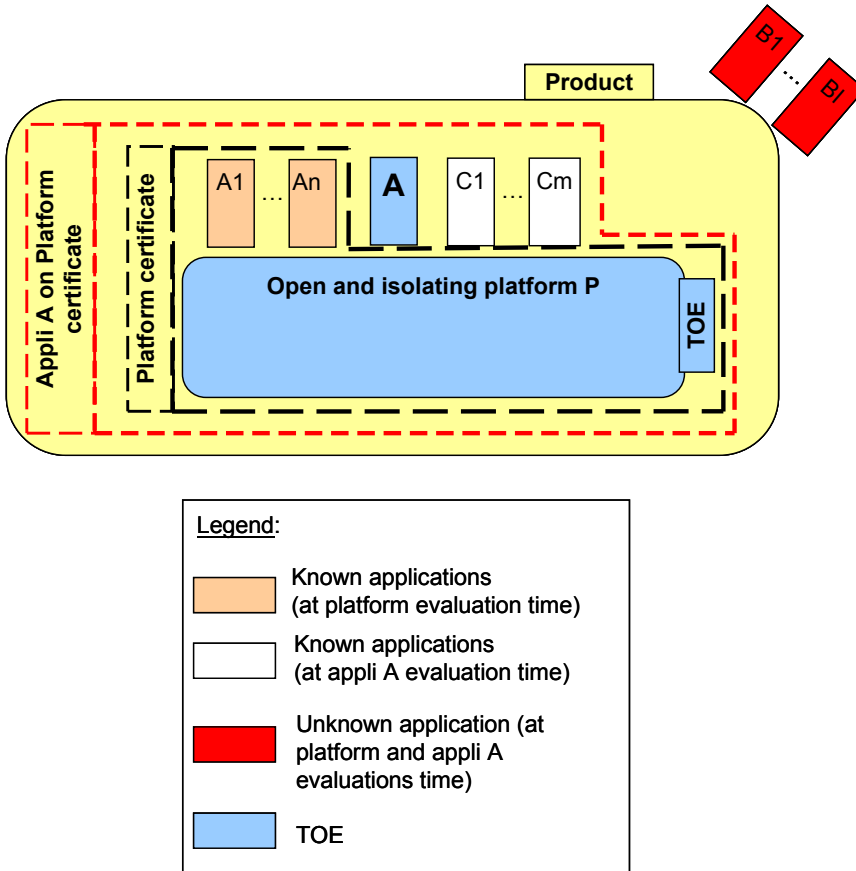 B1
...
Bl
Product
Appli A on Platform
certificate
Platform certificate
A1
...
An
A
C1
...
Cm
Open and isolating platform P
TOE
Legend:
Known applications
(at platform evaluation time)
Known applications
(at appli A evaluation time)
Unknown application (at
platform and appli A
evaluations time)
TOE